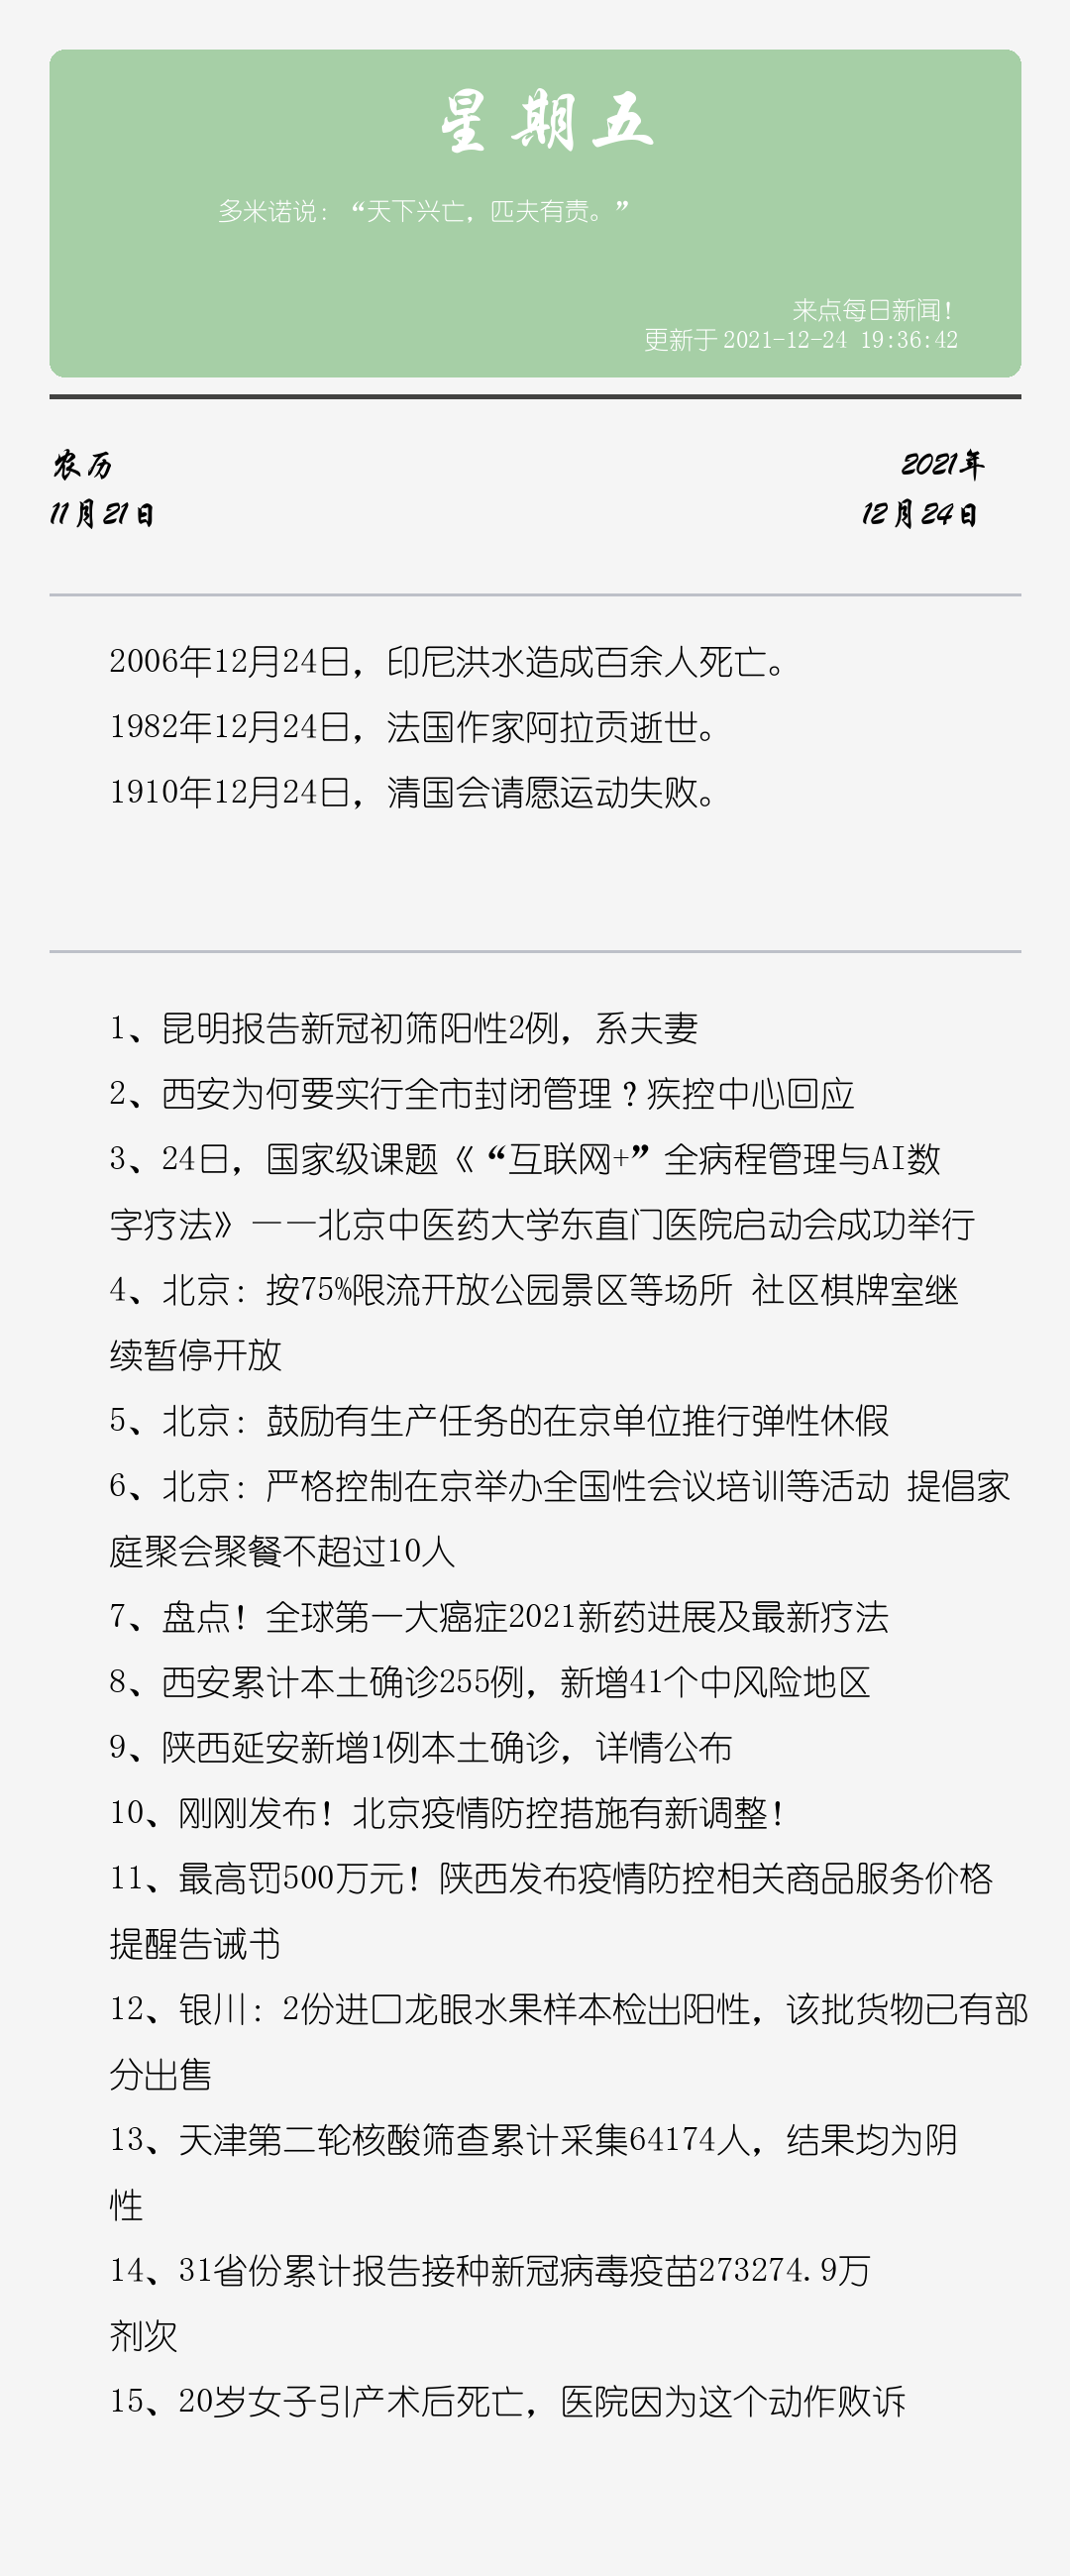 星期五
多米诺说：“天下兴亡，匹夫有责。”
来点每日新闻！
更新于 2021-12-24 19:36:42
农历
2021年
11月21日
12月24日
2006年12月24日，印尼洪水造成百余人死亡。
1982年12月24日，法国作家阿拉贡逝世。
1910年12月24日，清国会请愿运动失败。
1、昆明报告新冠初筛阳性2例，系夫妻
2、西安为何要实行全市封闭管理？疾控中心回应
3、24日，国家级课题《“互联网+”全病程管理与AI数
字疗法》——北京中医药大学东直门医院启动会成功举行
4、北京：按75%限流开放公园景区等场所 社区棋牌室继
续暂停开放
5、北京：鼓励有生产任务的在京单位推行弹性休假
6、北京：严格控制在京举办全国性会议培训等活动 提倡家
庭聚会聚餐不超过10人
7、盘点！全球第一大癌症2021新药进展及最新疗法
8、西安累计本土确诊255例，新增41个中风险地区
9、陕西延安新增1例本土确诊，详情公布
10、刚刚发布！北京疫情防控措施有新调整！
11、最高罚500万元！陕西发布疫情防控相关商品服务价格
提醒告诫书
12、银川：2份进口龙眼水果样本检出阳性，该批货物已有部
分出售
13、天津第二轮核酸筛查累计采集64174人，结果均为阴
性
14、31省份累计报告接种新冠病毒疫苗273274.9万
剂次
15、20岁女子引产术后死亡，医院因为这个动作败诉